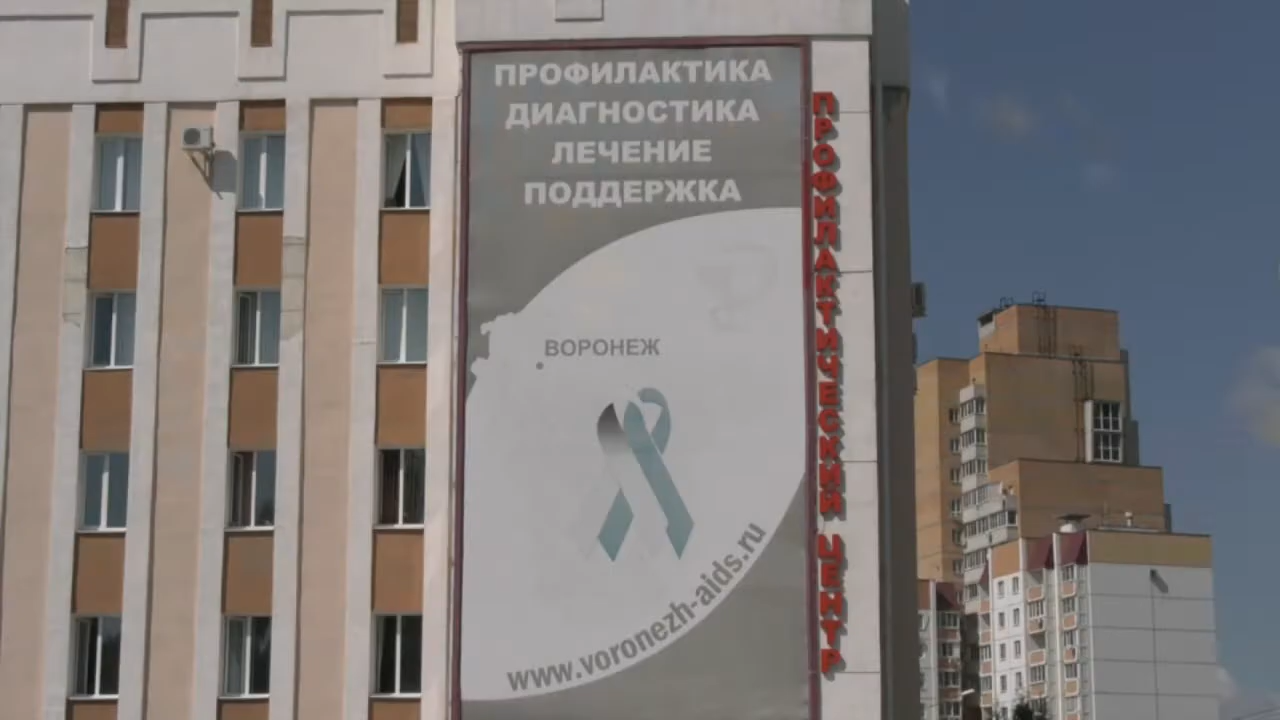 ПРОФИЛАКТИКА
ДИАГНОСТИКА
ЛЕЧЕНИЕ
ПОДДЕРЖКА
ВОРОНЕЖ
www.voronezh-aids.ru
ПРОФИЛАКТИЧЕСКИЙ ЦЕНТР